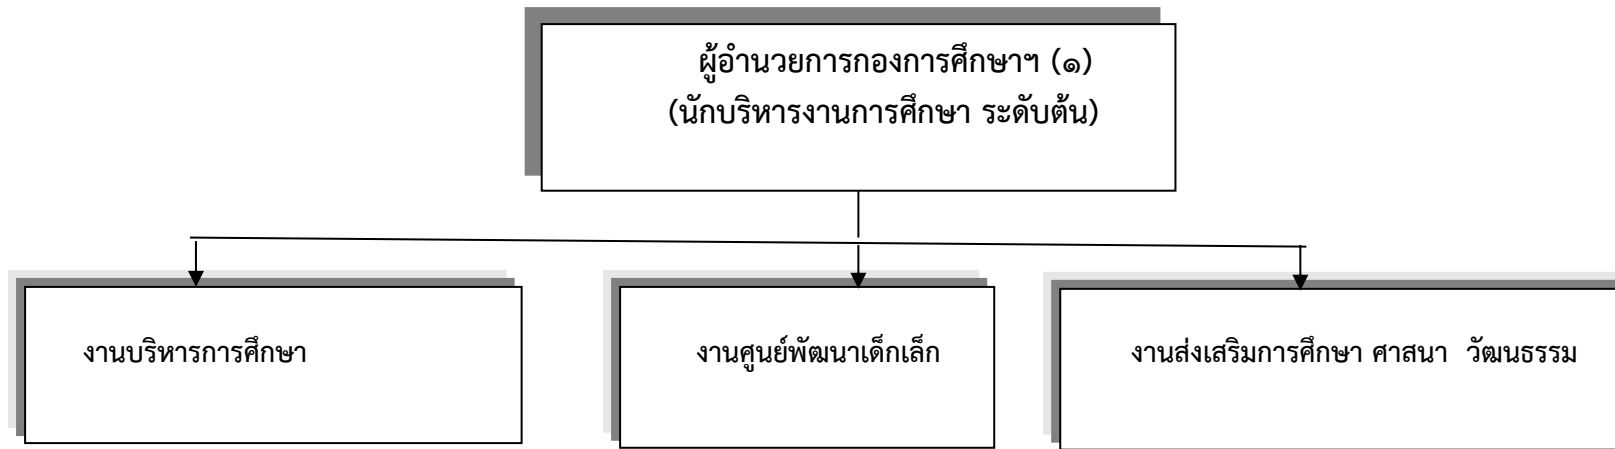 ผู้อำนวยการกองการศึกษาฯ (๑)
(นักบริหารงานการศึกษา ระดับต้น)
งานบริหารการศึกษา
งานศูนย์พัฒนาเด็กเล็ก
งานส่งเสริมการศึกษา ศาสนา วัฒนธรรม